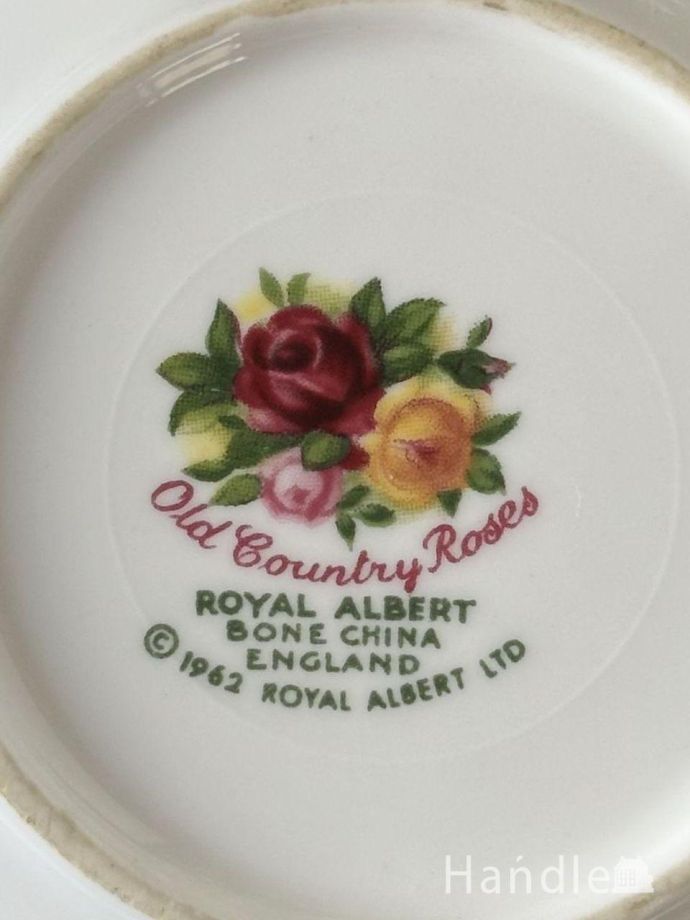 Old Country Roses
ROYAL ALBERT
BONE CHINA
ENGLAND
© 1962 ROYAL ALBERT LTD
Handle